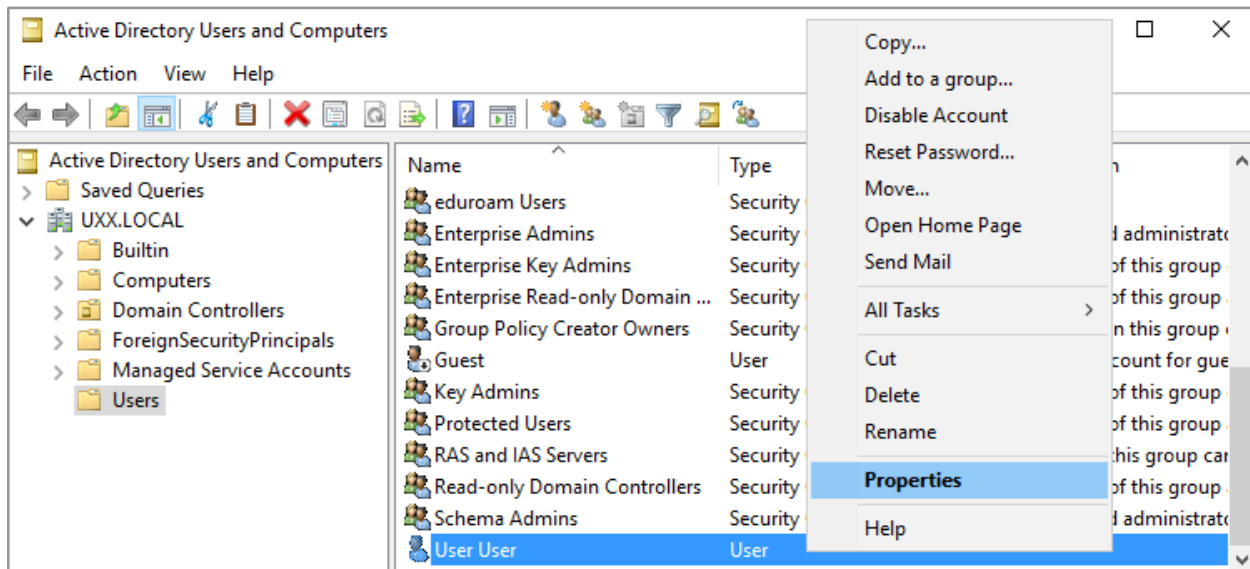 Active Directory Users and Computers
File Action View Help
Active Directory Users and Computers
Saved Queries
UXX.LOCAL
Builtin
Computers
Domain Controllers
ForeignSecurityPrincipals
Managed Service Accounts
Users
Name Type
eduroam Users Security
Enterprise Admins Security d administrato
Enterprise Key Admins Security of this group
Enterprise Read-only Domain ... Security of this group
Group Policy Creator Owners Security n this group
Guest User count for gue
Key Admins Security of this group
Protected Users Security of this group
RAS and IAS Servers Security his group can
Read-only Domain Controllers Security of this group
Schema Admins Security d administrato
User User User
Copy...
Add to a group...
Disable Account
Reset Password...
Move...
Open Home Page
Send Mail
All Tasks
Cut
Delete
Rename
Properties
Help